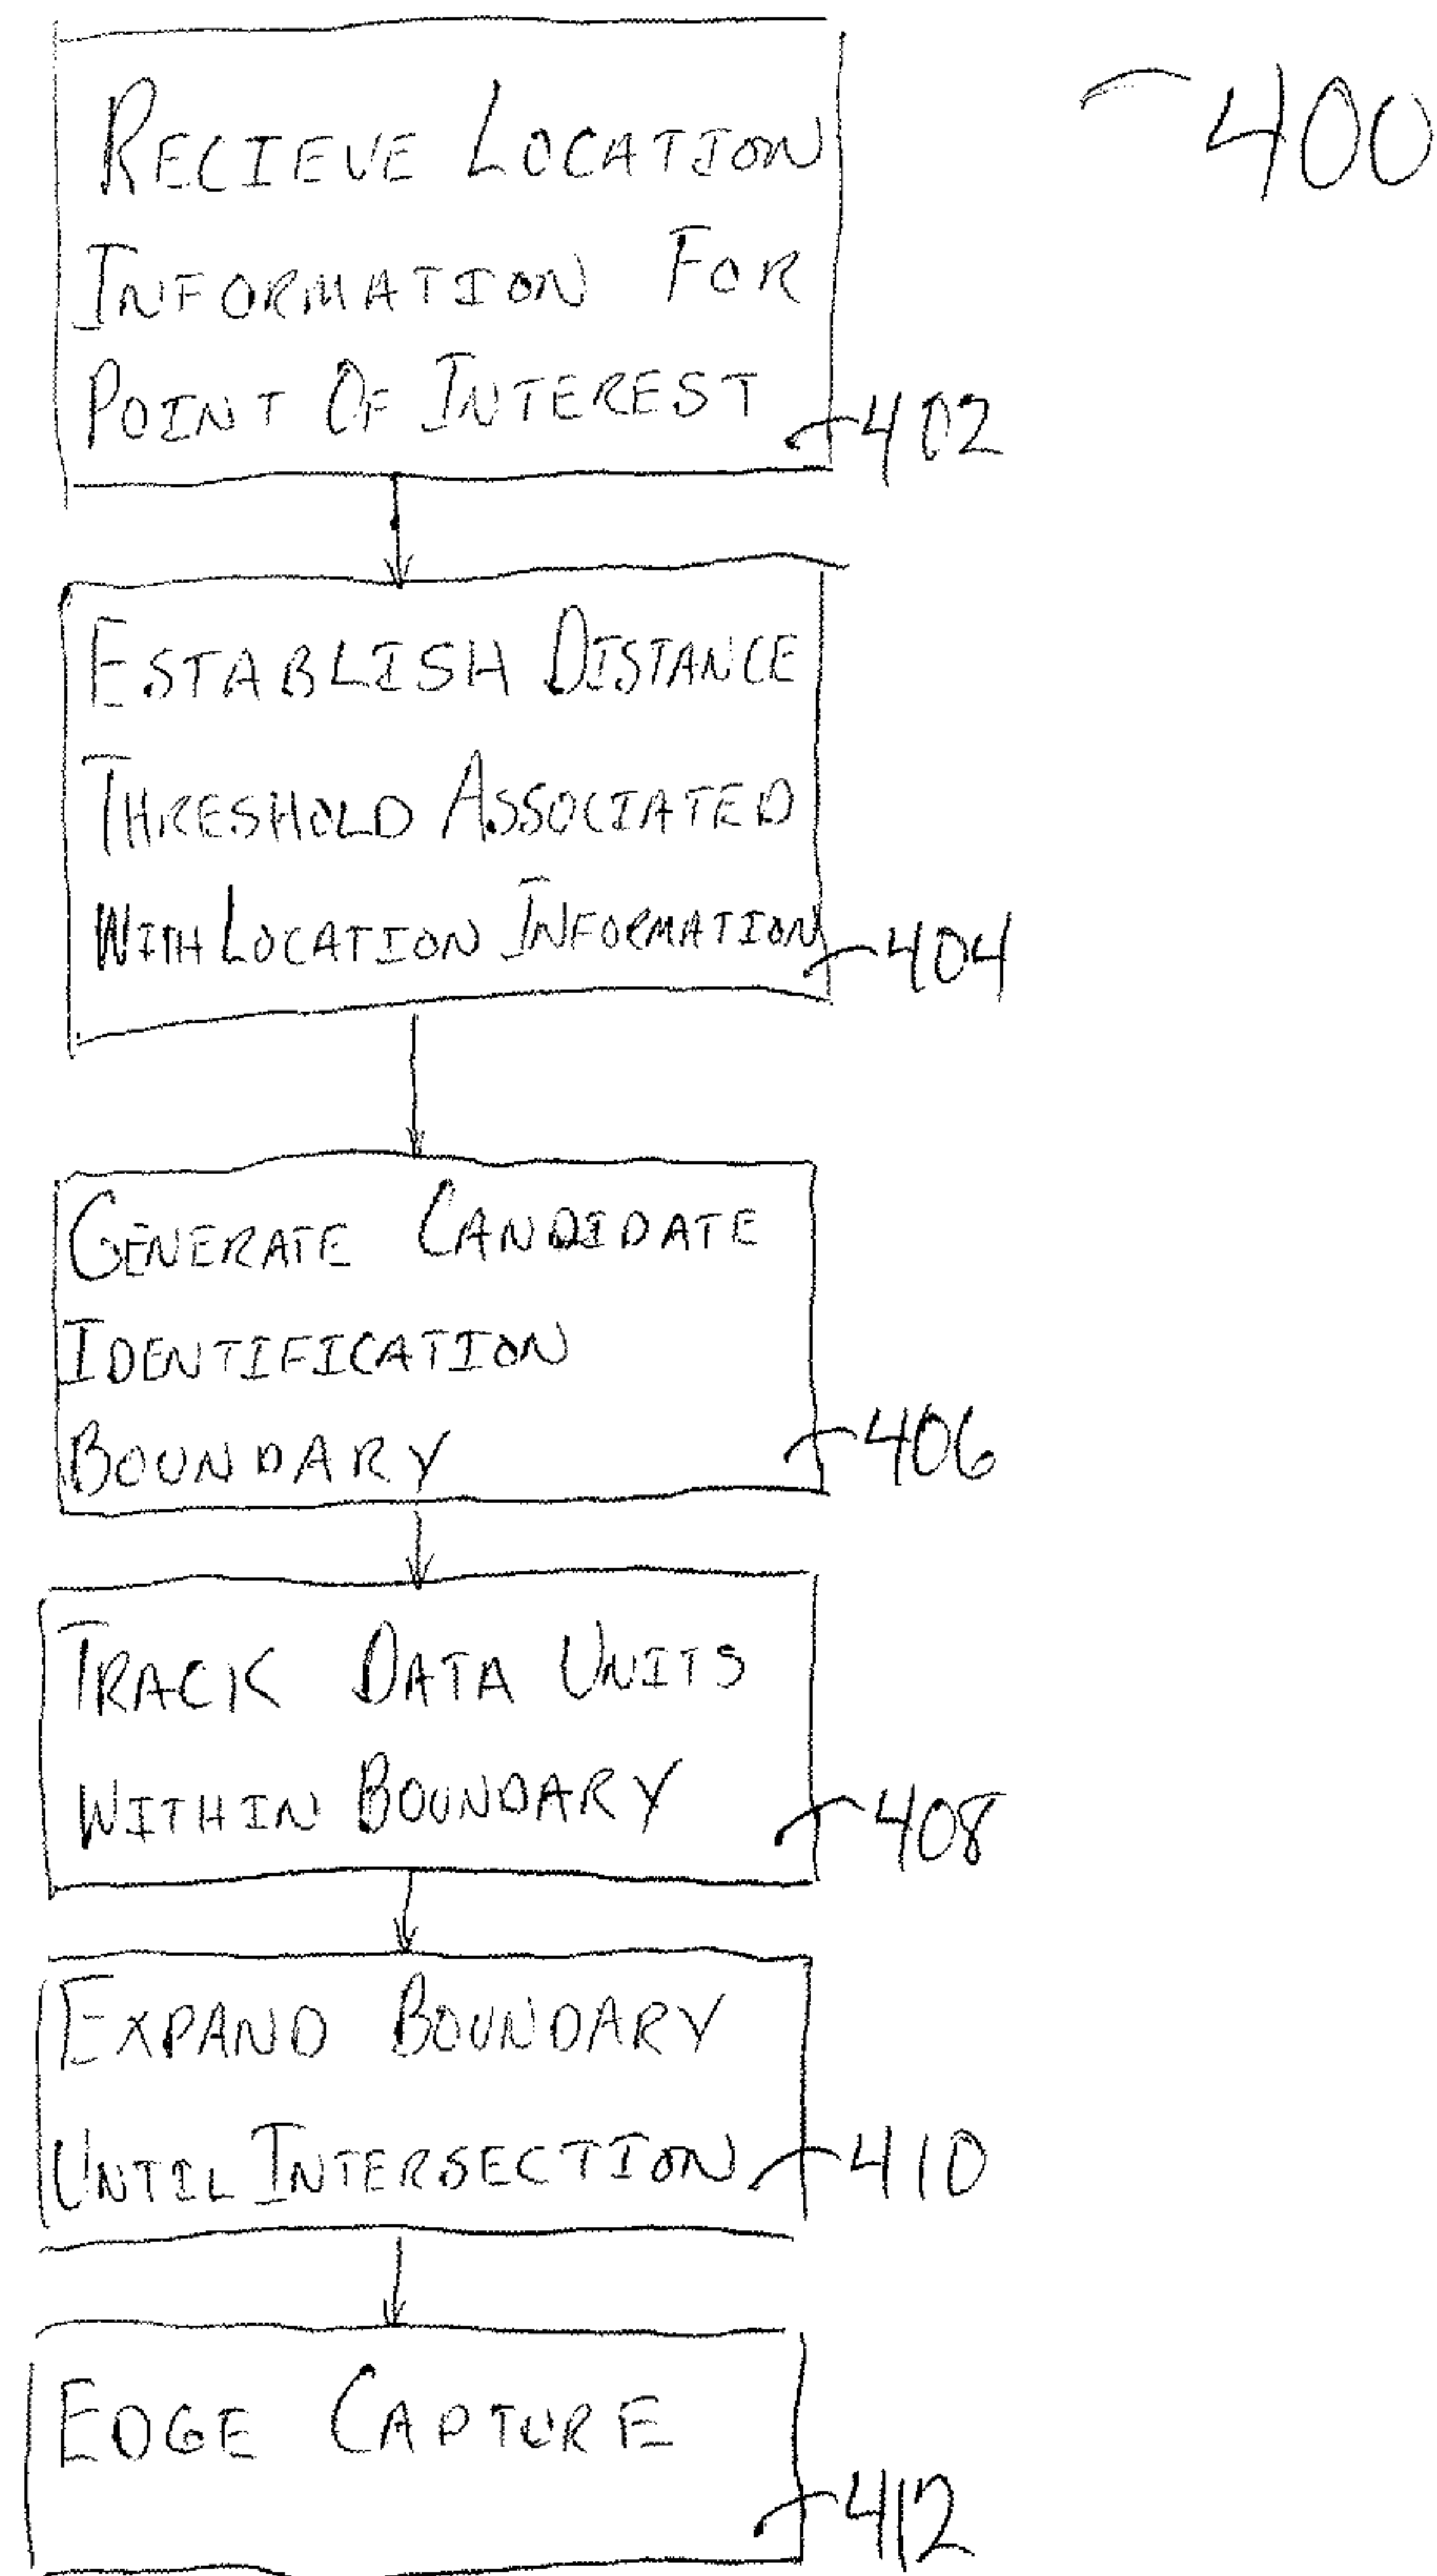 RECIEVE LOCATION
INFORMATION FOR
POINT OF INTEREST
402
400
ESTABLISH DISTANCE
THRESHOLD ASSOCIATED
WITH LOCATION INFORMATION
404
GENERATE CANDIDATE
IDENTIFICATION
BOUNDARY
406
TRACK DATA UNITS
WITHIN BOUNDARY
408
EXPAND BOUNDARY
UNTIL INTERSECTION
410
EDGE CAPTURE
412